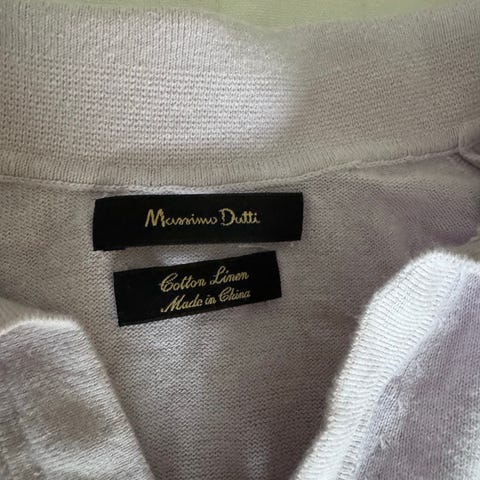 Massimo Dutti
Cotton Linen
Made in China